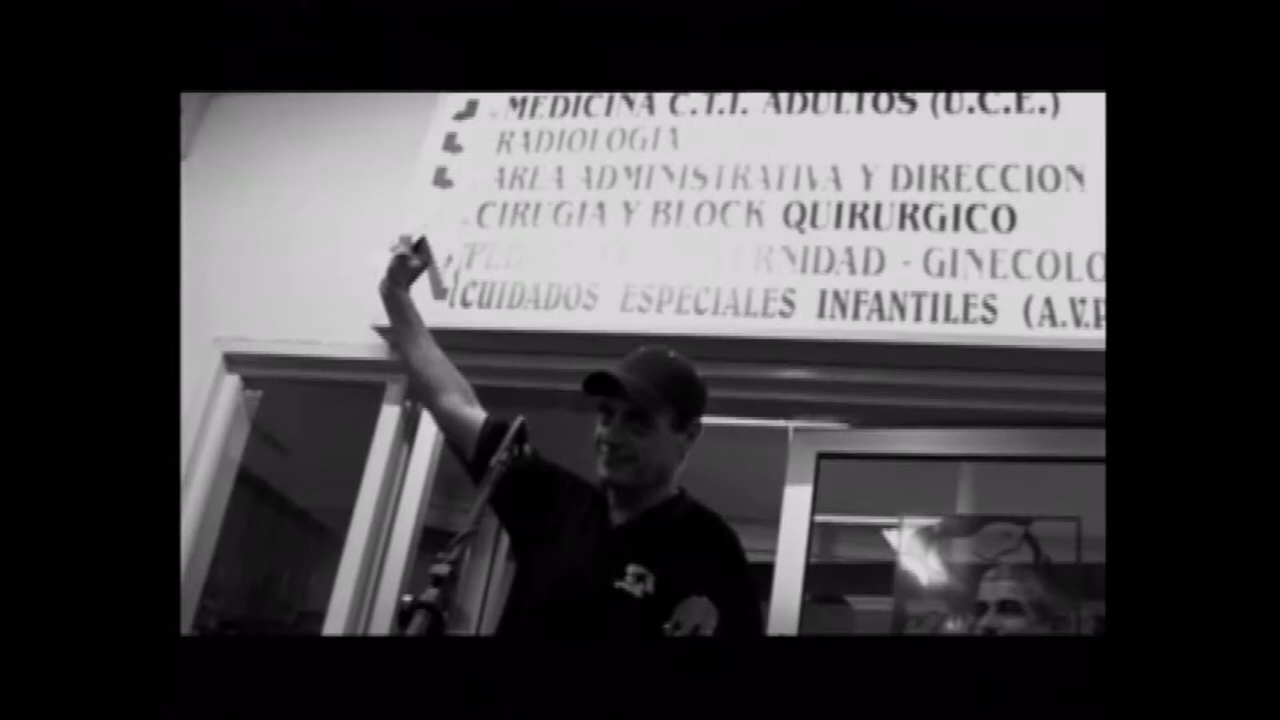 - MEDICINA C.T.I. ADULTOS (U.C.E.)
RADIOLOGIA
AREA ADMINISTRATIVA Y DIRECCION
- CIRUGIA Y BLOCK QUIRURGICO
- GINECOLO
(CUIDADOS ESPECIALES INFANTILES (A.V.P